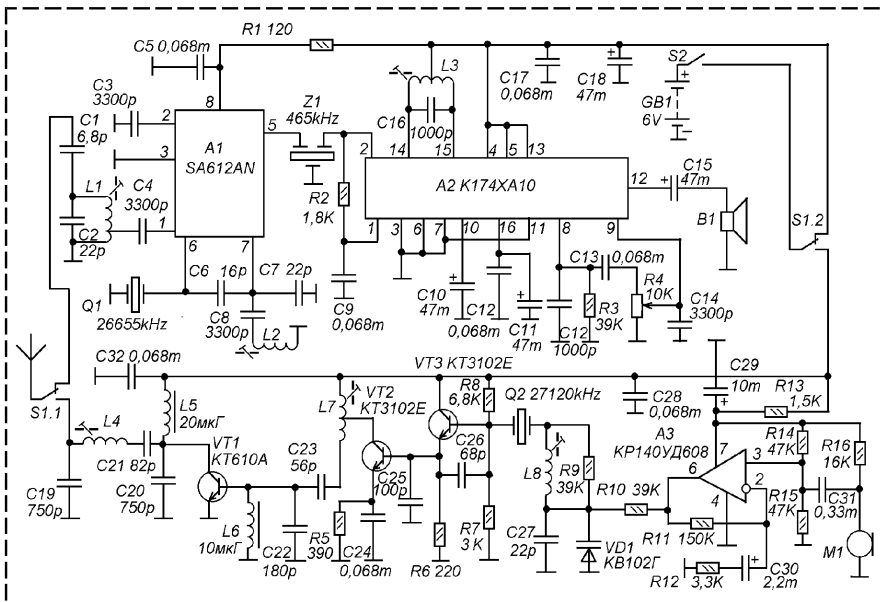 R1 120
C5 0,068m
C3
3300p
C1
6,8p
8
2
3
1
5
6
7
A1
SA612AN
L1
C4
3300p
C2
22p
Z1
465kHz
R2
1,8K
L3
C16
1000p
C17
0,068m
C18
47m
+
S2
GB1
6V
+
2
14
15
4
5
13
A2 K174XA10
12
C15
47m
+
B1
S1.2
1
3
6
7
10
16
11
8
9
C6
16p
C7
22p
Q1
26655kHz
C8
3300p
L2
C9
0,068m
C10
47m
+
C12
0,068m
C11
47m
+
C13
0,068m
R3
39K
R4
10K
C12
1000p
C14
3300p
S1.1
C32 0,068m
L5
20мкГ
L4
C21 82p
C19
750p
C20
750p
VT1
КТ610А
L6
10мкГ
C22
180p
C23
56p
L7
VT2
КТ3102Е
R5
390
C24
0,068m
C25
100p
VT3 КТ3102Е
R8
6,8K
C26
68p
R6 220
R7
3 K
Q2 27120kHz
L8
R9
39K
C27
22p
VD1
КВ102Г
R10 39K
C28
0,068m
C29
10m
+
R13
1,5K
A3
КР140УД608
6
7
4
3
2
R11
150K
R12
3,3K
C30
2,2m
+
R14
47K
R15
47K
R16
16K
C31
0,33m
M1